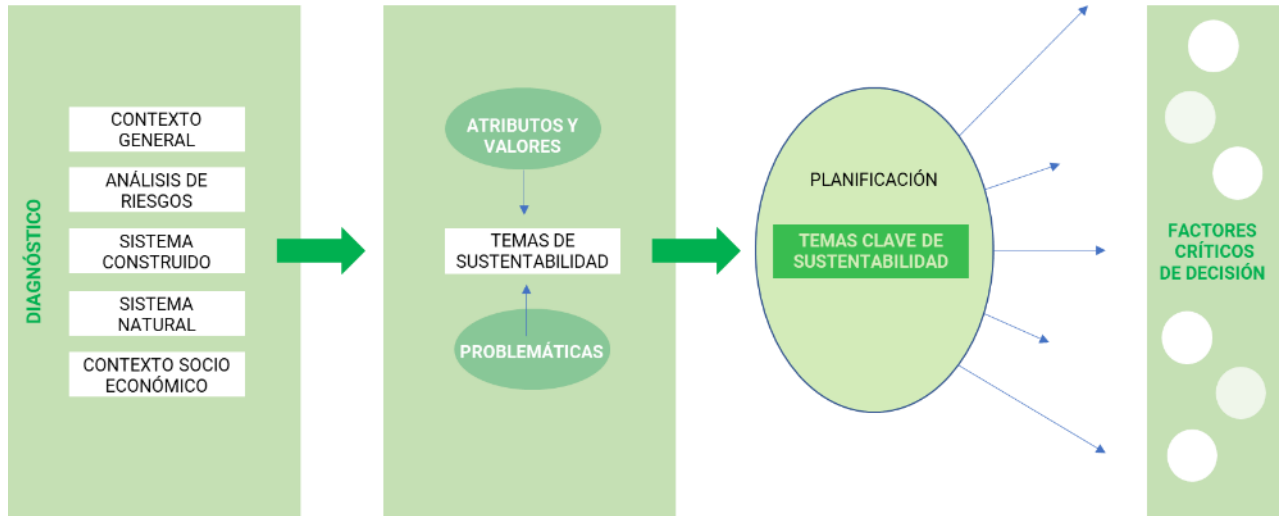 DIAGNÓSTICO
CONTEXTO
GENERAL
ANÁLISIS DE
RIESGOS
SISTEMA
CONSTRUIDO
SISTEMA
NATURAL
CONTEXTO SOCIO
ECONÓMICO
ATRIBUTOS Y
VALORES
TEMAS DE
SUSTENTABILIDAD
PROBLEMÁTICAS
PLANIFICACIÓN
TEMAS CLAVE DE
SUSTENTABILIDAD
FACTORES
CRÍTICOS
DE DECISIÓN